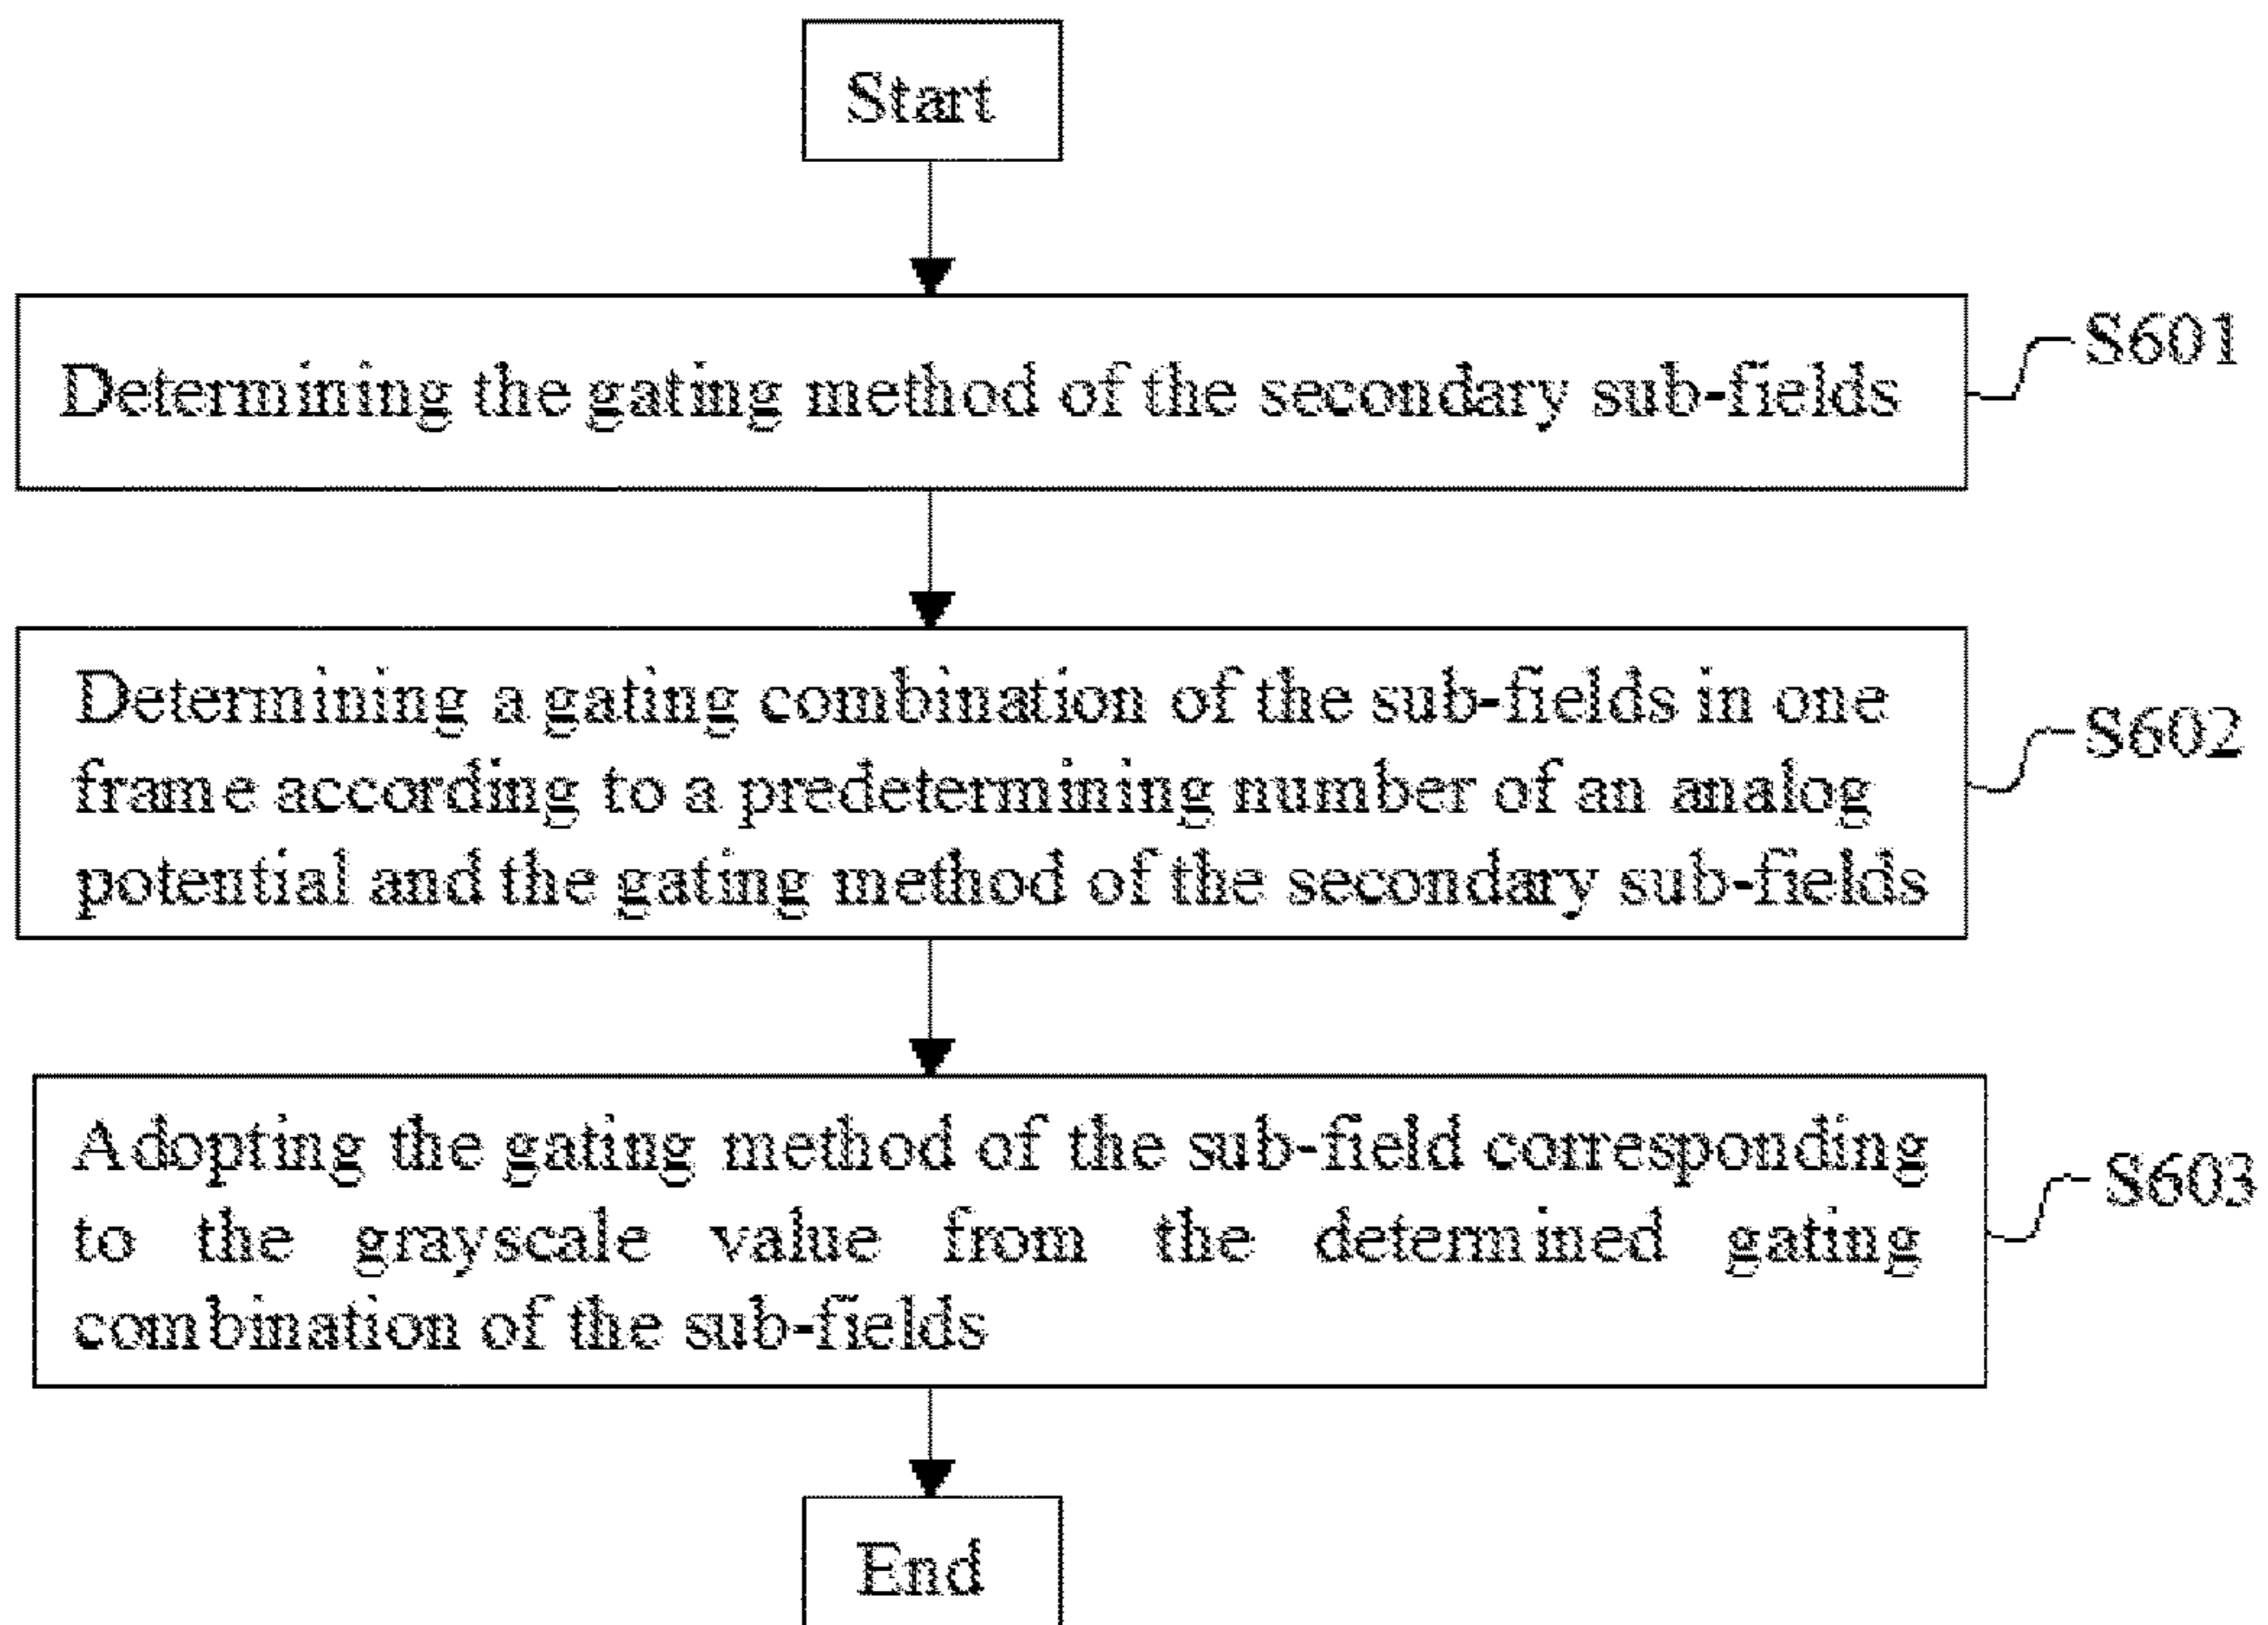 Start
Determining the gating method of the secondary sub-fields
S601
Determining a gating combination of the sub-fields in one
frame according to a predetermining number of an analog
potential and the gating method of the secondary sub-fields
S602
Adopting the gating method of the sub-field corresponding
to the grayscale value from the determined gating
combination of the sub-fields
S603
End